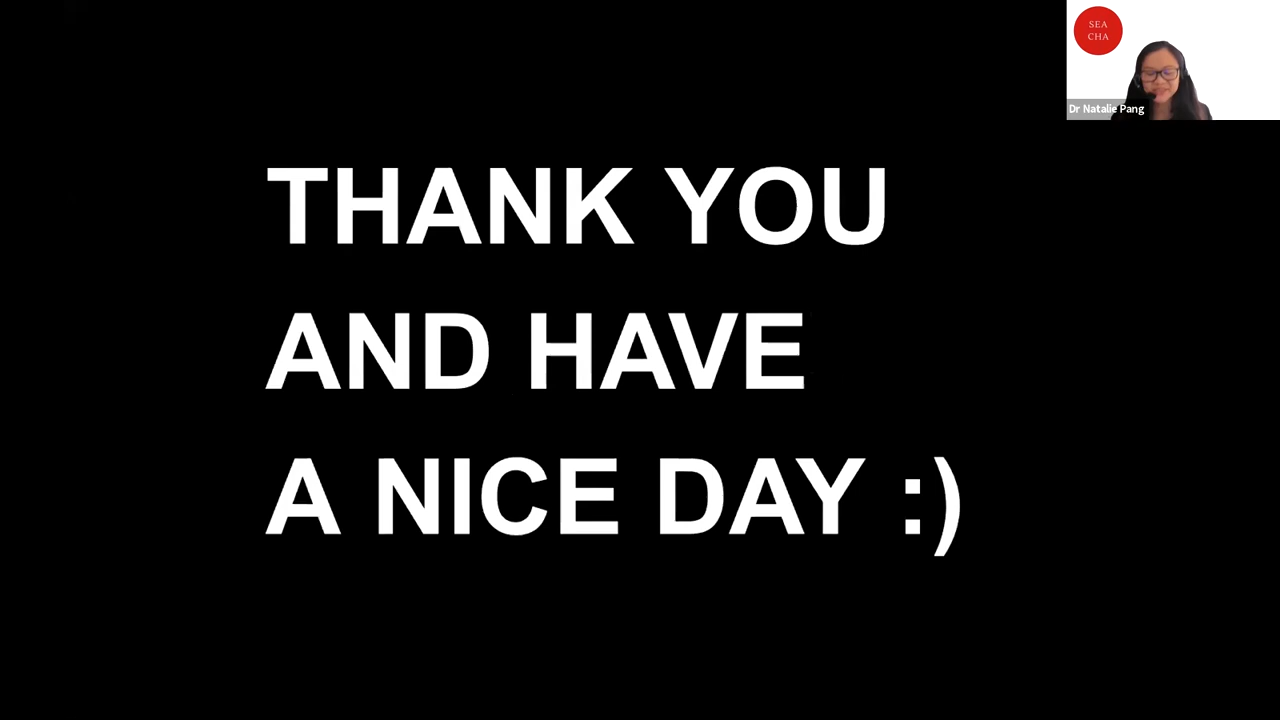 SEA
CHA
Dr Natalie Pang
THANK YOU
AND HAVE
A NICE DAY :)